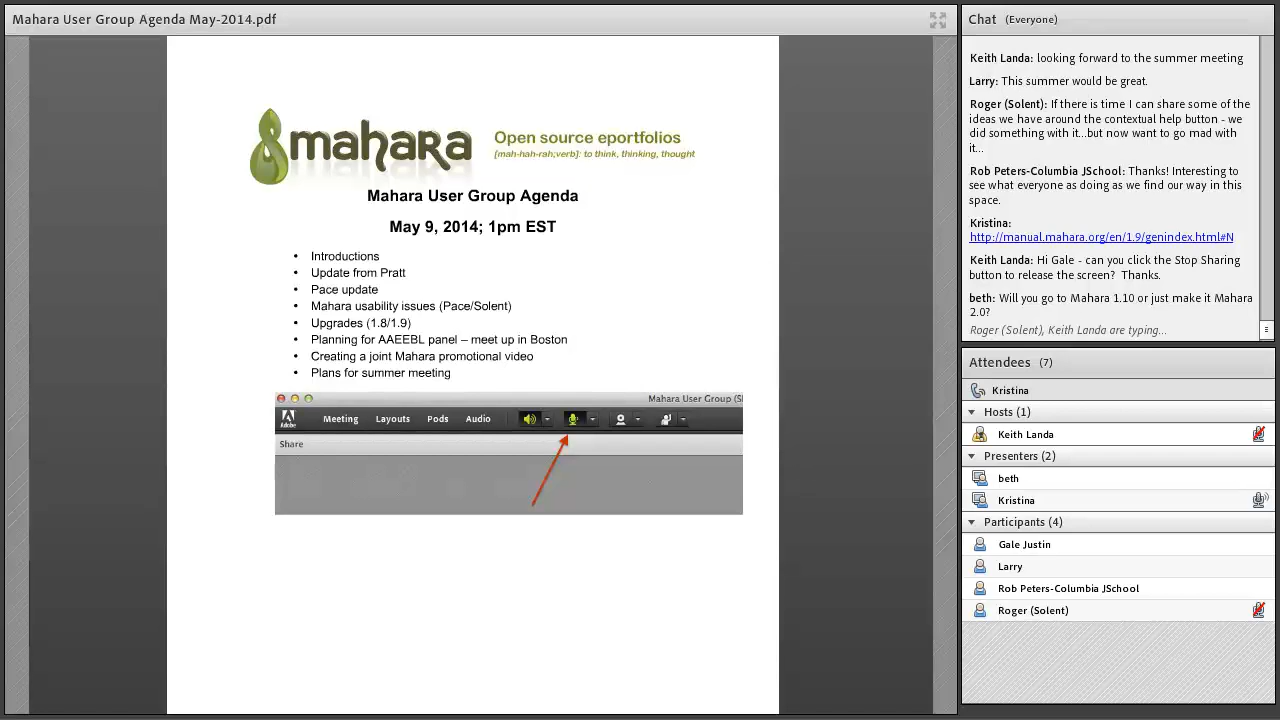 Mahara User Group Agenda May-2014.pdf
mahara
Open source eportfolios
[mah-hah-rah;verb]: to think, thinking, thought
Mahara User Group Agenda
May 9, 2014; 1pm EST
• Introductions
• Update from Pratt
• Pace update
• Mahara usability issues (Pace/Solent)
• Upgrades (1.8/1.9)
• Planning for AAEEBL panel – meet up in Boston
• Creating a joint Mahara promotional video
• Plans for summer meeting
Mahara User Group (S
Adobe
Meeting Layouts Pods Audio
Share
Chat (Everyone)
Keith Landa: looking forward to the summer meeting
Larry: This summer would be great.
Roger (Solent): If there is time I can share some of the
ideas we have around the contextual help button - we
did something with it...but now want to go mad with
it...
Rob Peters-Columbia JSchool: Thanks! Interesting to
see what everyone as doing as we find our way in this
space.
Kristina:
http://manual.mahara.org/en/1.9/genindex.html#N
Keith Landa: Hi Gale - can you click the Stop Sharing
button to release the screen? Thanks.
beth: Will you go to Mahara 1.10 or just make it Mahara
2.0?
Roger (Solent), Keith Landa are typing...
Attendees (7)
Kristina
Hosts (1)
Keith Landa
Presenters (2)
beth
Kristina
Participants (4)
Gale Justin
Larry
Rob Peters-Columbia JSchool
Roger (Solent)